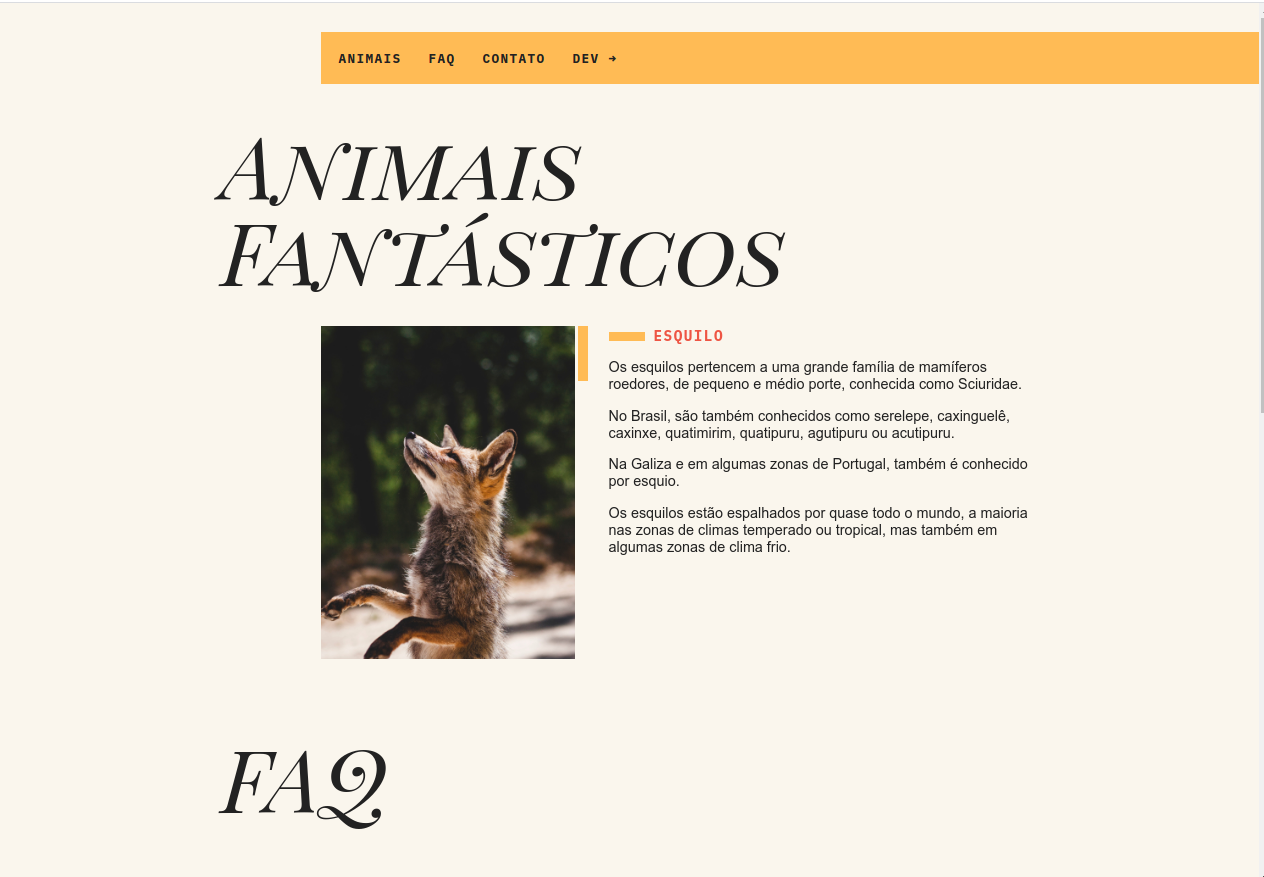 ANIMAIS FAQ CONTATO DEV →
ANIMAIS
FANTÁSTICOS
ESQUILO
Os esquilos pertencem a uma grande família de mamíferos
roedores, de pequeno e médio porte, conhecida como Sciuridae.
No Brasil, são também conhecidos como serelepe, caxinguelê,
caxinxe, quatimirim, quatipuru, agutipuru ou acutipuru.
Na Galiza e em algumas zonas de Portugal, também é conhecido
por esquio.
Os esquilos estão espalhados por quase todo o mundo, a maioria
nas zonas de climas temperado ou tropical, mas também em
algumas zonas de clima frio.
FAQ